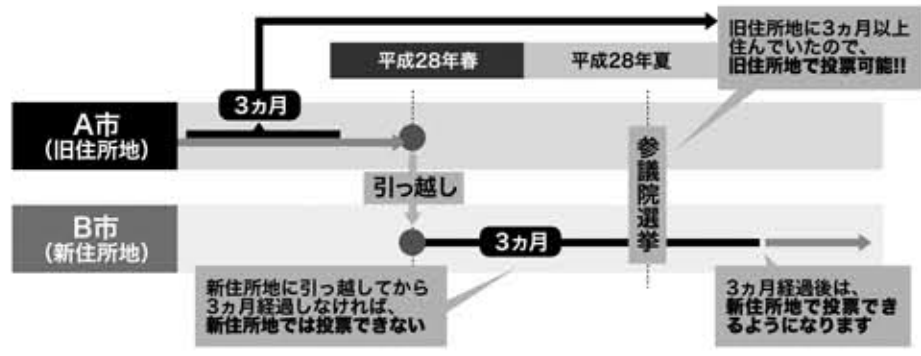 旧住所地に3ヵ月以上
住んでいたので、
旧住所地で投票可能!!
平成28年春
平成28年夏
3ヵ月
A市
(旧住所地)
引っ越し
参議院選挙
B市
(新住所地)
3ヵ月
新住所地に引っ越してから
3ヵ月経過しなければ、
新住所地では投票できない
3ヵ月経過後は、
新住所地で投票でき
るようになります